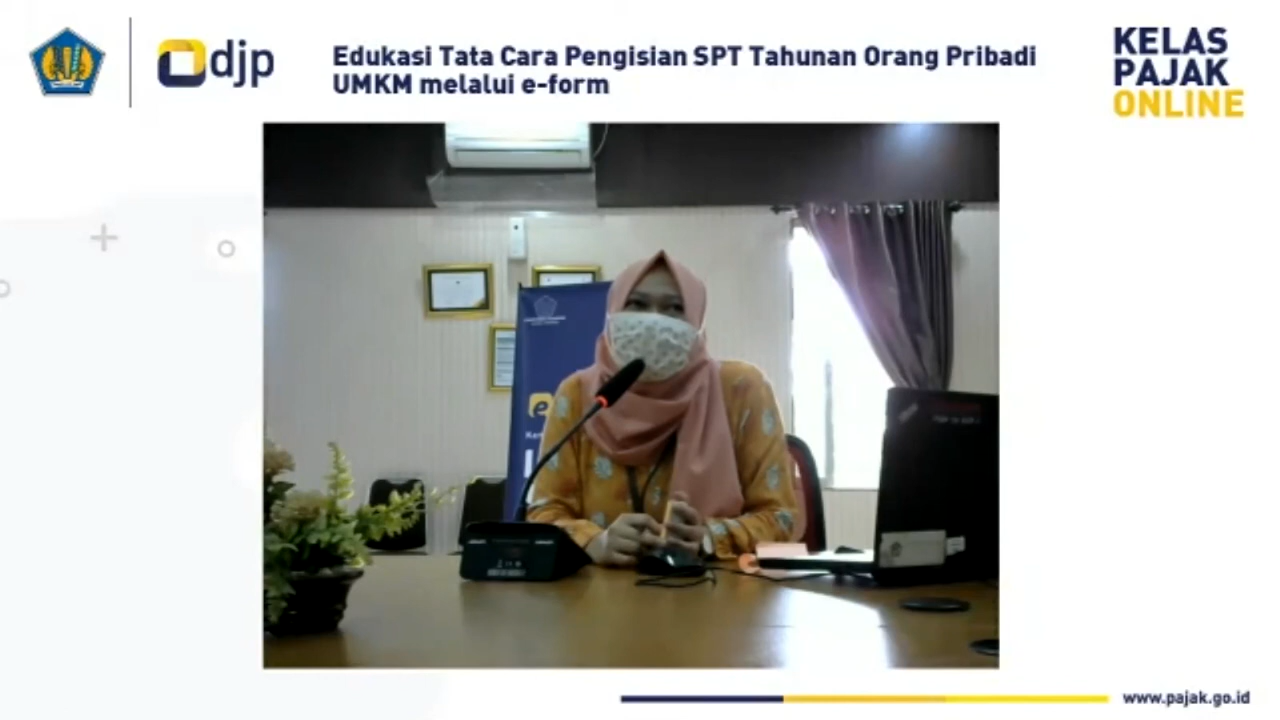 djp
Edukasi Tata Cara Pengisian SPT Tahunan Orang Pribadi
UMKM melalui e-form
KELAS
PAJAK
ONLINE
www.pajak.go.id